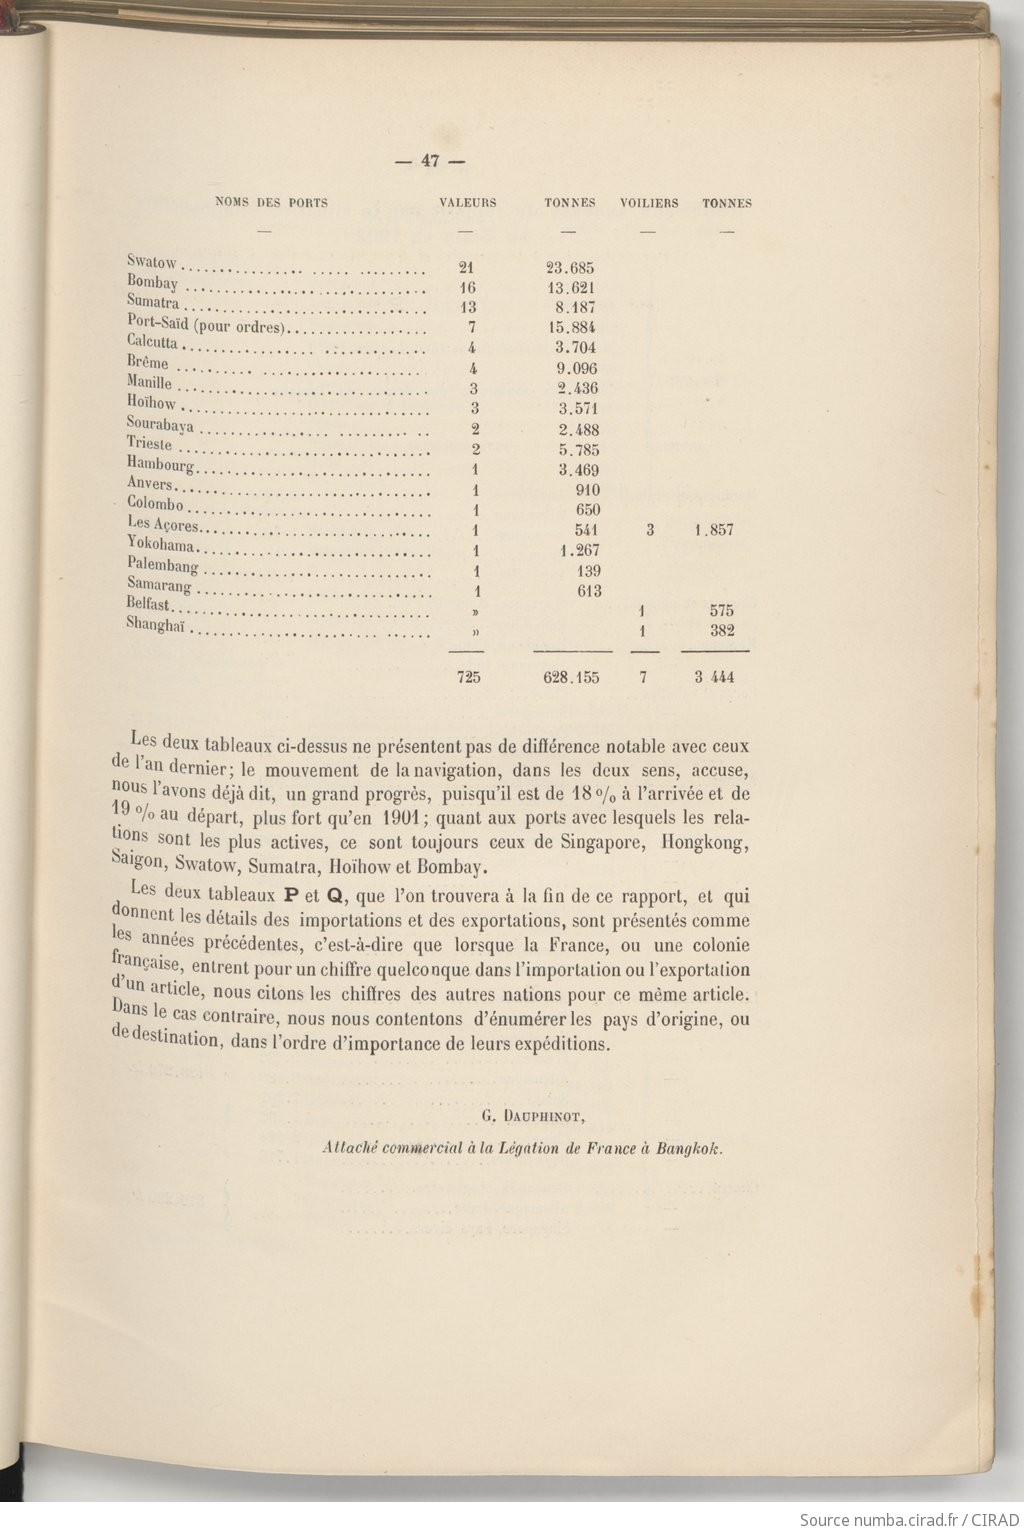 — 47 —
NOMS DES PORTS VALEURS TONNES VOILIERS TONNES
— — — — —
Swatow 21 23.685
Bombay 16 13.621
Sumatra 13 8.187
Port-Saïd (pour ordres) 7 15.884
Calcutta 4 3.704
Brême 4 9.096
Manille 3 2.436
Hoïhow 3 3.571
Sourabaya 2 2.488
Trieste 2 5.785
Hambourg 1 3.469
Anvers 1 910
Colombo 1 650
Les Açores 1 541 3 1.857
Yokohama 1 1.267
Palembang 1 139
Samarang 1 613
Belfast » 1 575
Shanghaï » 1 382
725 628.155 7 3 444
Les deux tableaux ci-dessus ne présentent pas de différence notable avec ceux
de l'an dernier; le mouvement de la navigation, dans les deux sens, accuse,
nous l'avons déjà dit, un grand progrès, puisqu'il est de 18 % à l'arrivée et de
19 % au départ, plus fort qu'en 1901; quant aux ports avec lesquels les rela-
tions sont les plus actives, ce sont toujours ceux de Singapore, Hongkong,
Saigon, Swatow, Sumatra, Hoïhow et Bombay.
Les deux tableaux P et Q, que l'on trouvera à la fin de ce rapport, et qui
donnent les détails des importations et des exportations, sont présentés comme
les années précédentes, c'est-à-dire que lorsque la France, ou une colonie
française, entrent pour un chiffre quelconque dans l'importation ou l'exportation
d'un article, nous citons les chiffres des autres nations pour ce même article.
Dans le cas contraire, nous nous contentons d'énumérer les pays d'origine, ou
de destination, dans l'ordre d'importance de leurs expéditions.
G. DAUPHINOT,
Attaché commercial à la Légation de France à Bangkok.
Source numba.cirad.fr / CIRAD